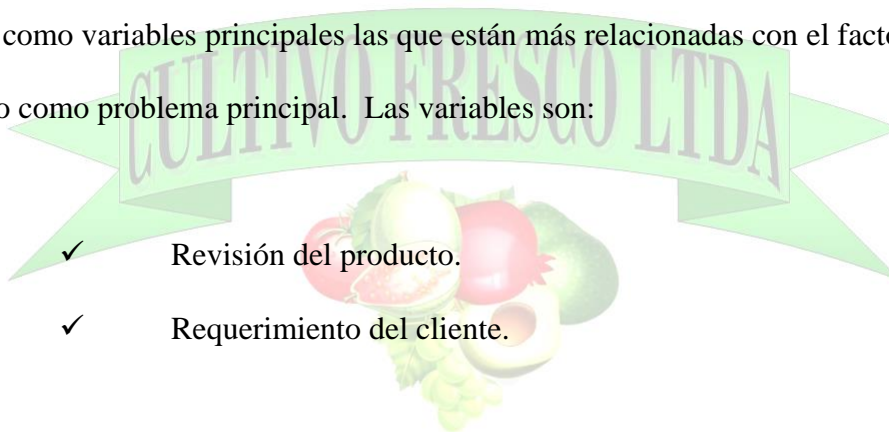 como variables principales las que están más relacionadas con el facto
o como problema principal. Las variables son:
CULTIVO FRESCO LTDA
✓ Revisión del producto.
✓ Requerimiento del cliente.